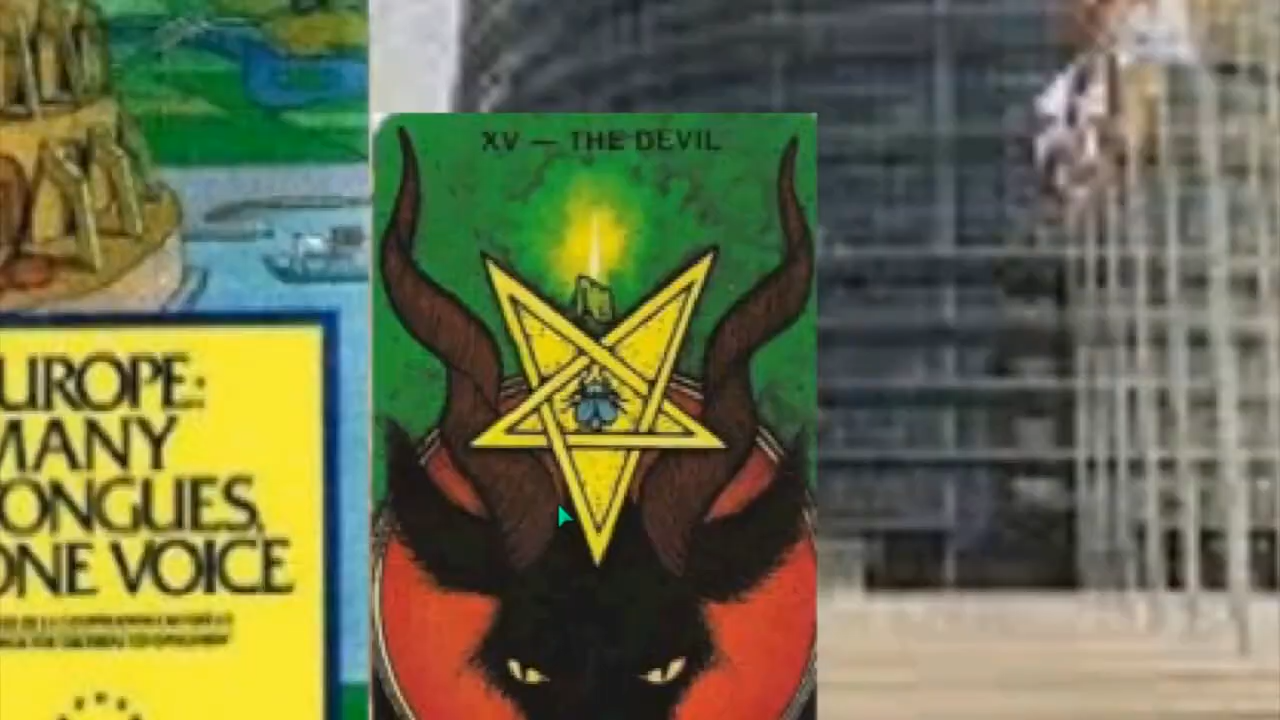 UROPE:
MANY
ONGUES,
ONE VOICE
XV — THE DEVIL